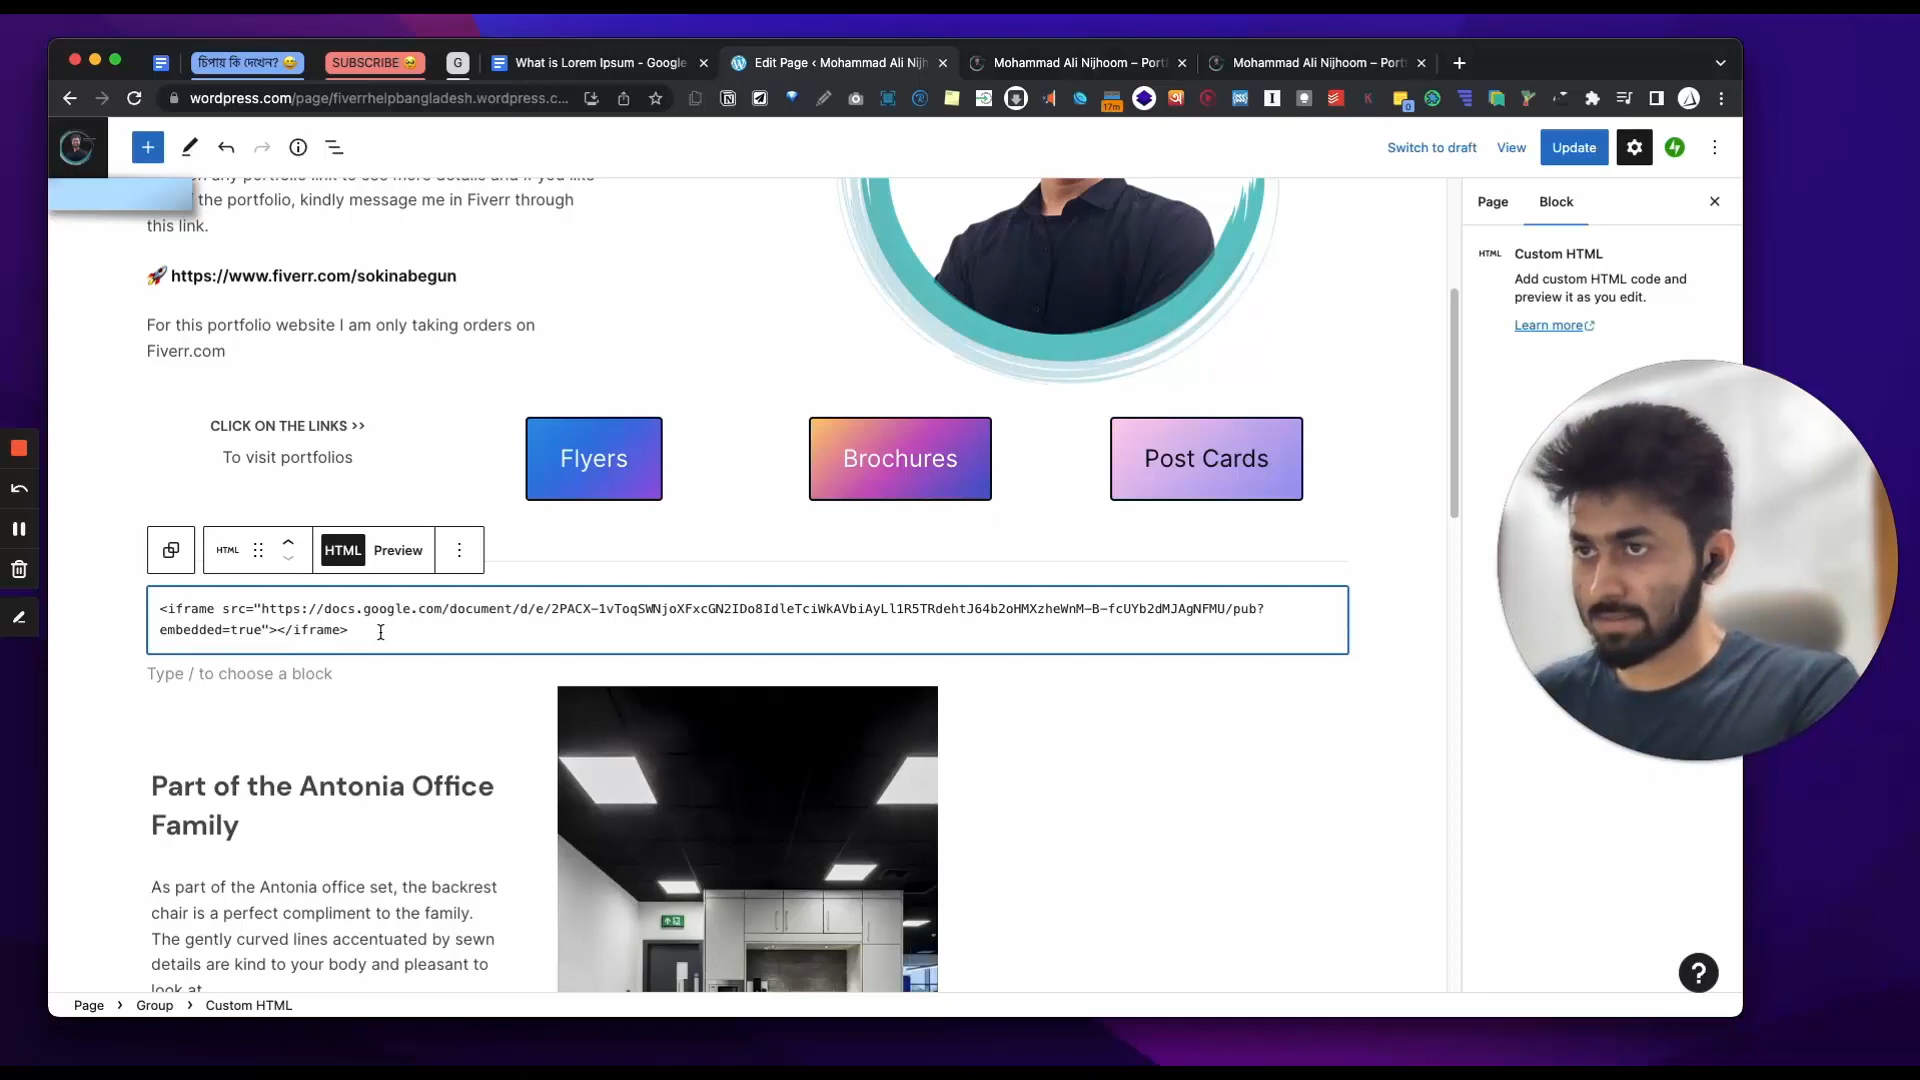 চিপায় কি দেখেন? 😅
SUBSCRIBE 🥹
G
What is Lorem Ipsum - Google
Edit Page ‹ Mohammad Ali Nijh
Mohammad Ali Nijhoom – Port
Mohammad Ali Nijhoom – Port
wordpress.com/page/fiverrhelpbangladesh.wordpress.c...
17m
0
Switch to draft
View
Update
the portfolio, kindly message me in Fiverr through
this link.
🚀 https://www.fiverr.com/sokinabegun
For this portfolio website I am only taking orders on
Fiverr.com
CLICK ON THE LINKS >>
To visit portfolios
Flyers
Brochures
Post Cards
HTML
HTML
Preview
<iframe src="https://docs.google.com/document/d/e/2PACX-1vToqSWNjoXFxcGN2IDo8IdleTciWkAVbiAyLl1R5TRdehtJ64b2oHMXzheWnM-B-fcUYb2dMJAgNFMU/pub?
embedded=true"></iframe>
Type / to choose a block
Part of the Antonia Office
Family
As part of the Antonia office set, the backrest
chair is a perfect compliment to the family.
The gently curved lines accentuated by sewn
details are kind to your body and pleasant to
look at
Page
Block
HTML
Custom HTML
Add custom HTML code and
preview it as you edit.
Learn more
?
Page > Group > Custom HTML